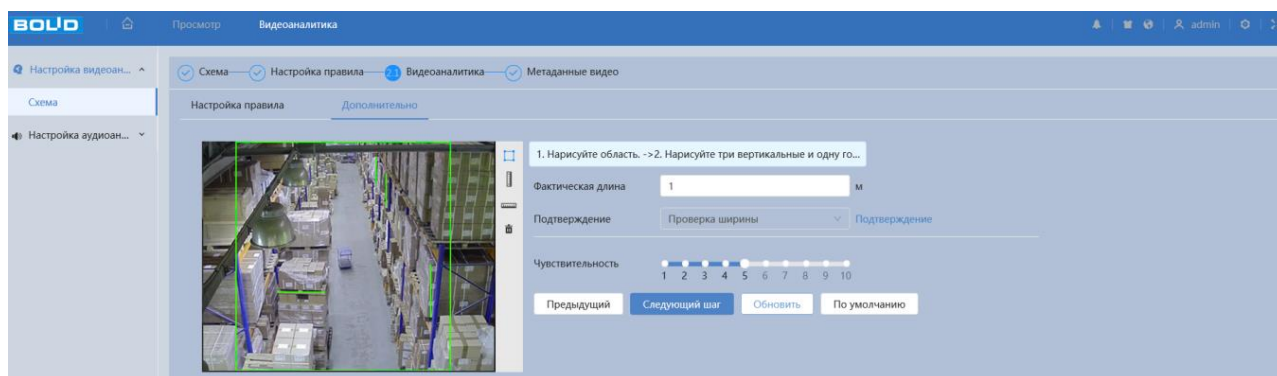 BOLID Просмотр Видеоаналитика admin
Настройка видеоан...
Схема
Настройка аудиоан...
Схема Настройка правила 2.1 Видеоаналитика Метаданные видео
Настройка правила Дополнительно
1. Нарисуйте область. ->2. Нарисуйте три вертикальные и одну го...
Фактическая длина 1 м
Подтверждение Проверка ширины Подтверждение
Чувствительность
1 2 3 4 5 6 7 8 9 10
Предыдущий Следующий шаг Обновить По умолчанию